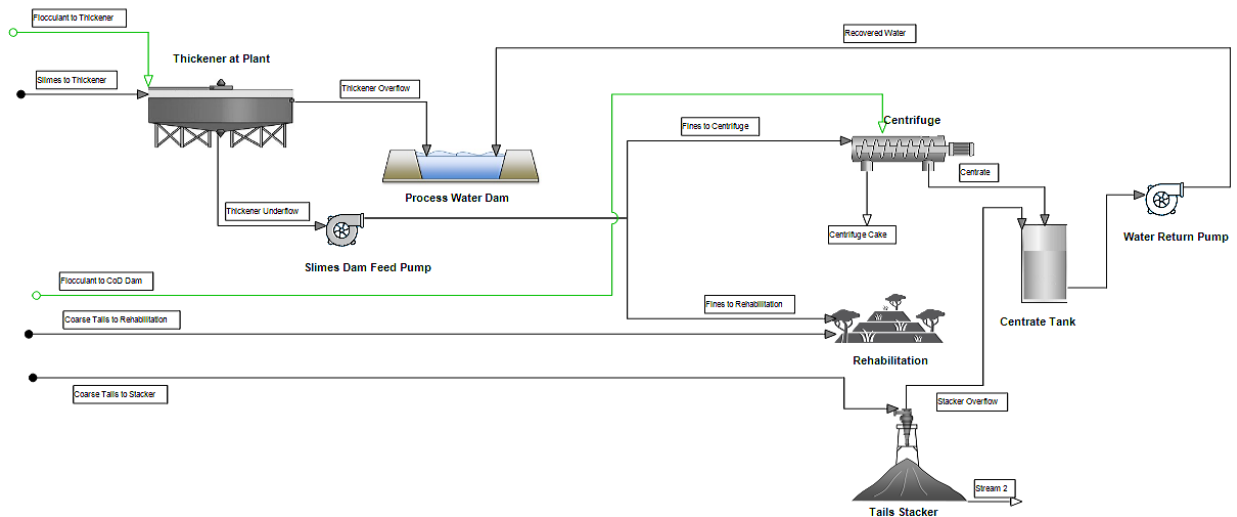 Flocculant to Thickener
Recovered Water
Thickener at Plant
Slimes to Thickener
Thickener Overflow
Centrifuge
Fines to Centrifuge
Centrate
Process Water Dam
Thickener Underflow
Centrifuge Cake
Water Return Pump
Slimes Dam Feed Pump
Flocculant to CoD Dam
Fines to Rehabilitation
Coarse Tails to Rehabilitation
Centrate Tank
Rehabilitation
Coarse Tails to Stacker
Stacker Overflow
Stream 2
Tails Stacker